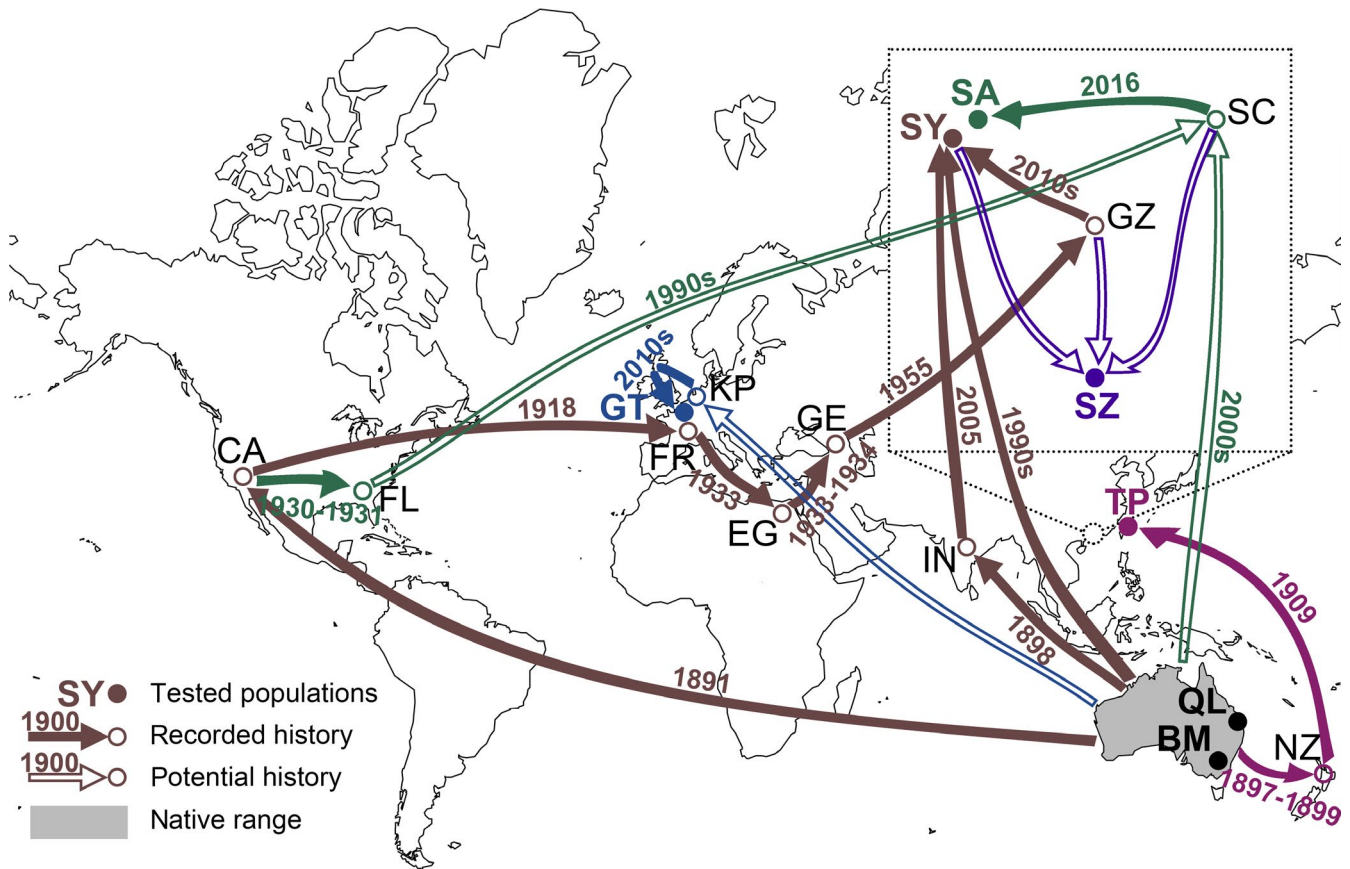 2016
SA
SC
SY
2010s
GZ
1990s
2010s
KP
1955
SZ
GT
2005
1990s
2000s
1918
GE
CA
FR
1930-1931
FL
1933
1933-1934
EG
TP
IN
1909
1898
1891
SY Tested populations
QL
1900 Recorded history
BM
NZ
1900 Potential history
1897-1899
Native range